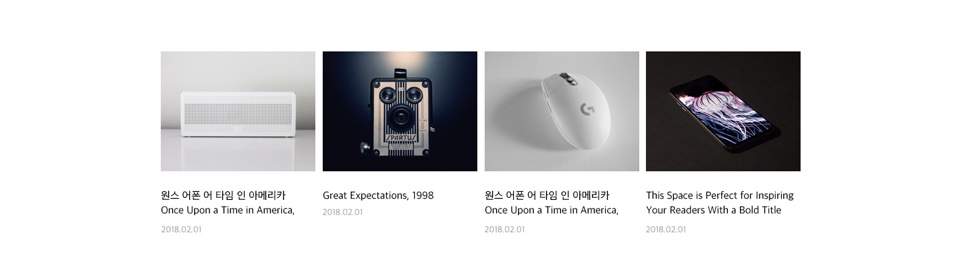 SPARTUS
G
원스 어폰 어 타임 인 아메리카
Once Upon a Time in America,
2018.02.01
Great Expectations, 1998
2018.02.01
원스 어폰 어 타임 인 아메리카
Once Upon a Time in America,
2018.02.01
This Space is Perfect for Inspiring
Your Readers With a Bold Title
2018.02.01